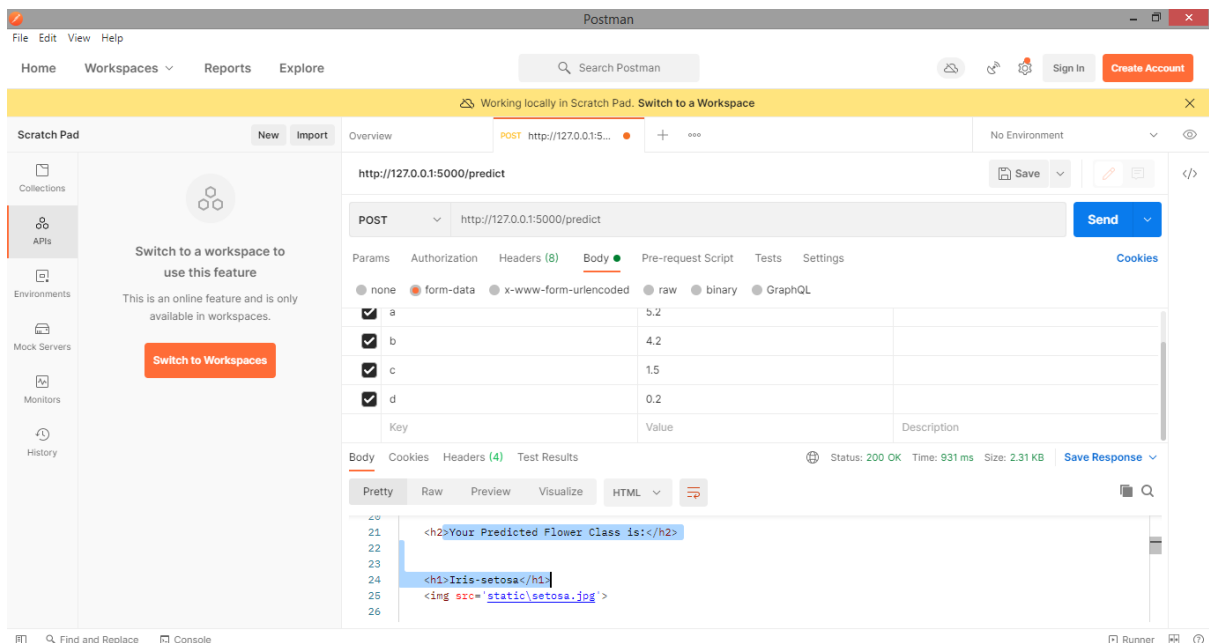 Postman
File Edit View Help
Home Workspaces Reports Explore Search Postman Sign In Create Account
Working locally in Scratch Pad. Switch to a Workspace
Scratch Pad New Import Overview POST http://127.0.0.1:5... No Environment
http://127.0.0.1:5000/predict Save
POST http://127.0.0.1:5000/predict Send
Params Authorization Headers (8) Body Pre-request Script Tests Settings Cookies
none form-data x-www-form-urlencoded raw binary GraphQL
a 5.2
b 4.2
c 1.5
d 0.2
Key Value Description
Collections
APIs
Environments
Mock Servers
Monitors
History
Switch to a workspace to
use this feature
This is an online feature and is only
available in workspaces.
Switch to Workspaces
Body Cookies Headers (4) Test Results Status: 200 OK Time: 931 ms Size: 2.31 KB Save Response
Pretty Raw Preview Visualize HTML
20
21 <h2>Your Predicted Flower Class is:</h2>
22
23
24 <h1>Iris-setosa</h1>
25 <img src='static\setosa.jpg'>
26
Find and Replace Console Runner